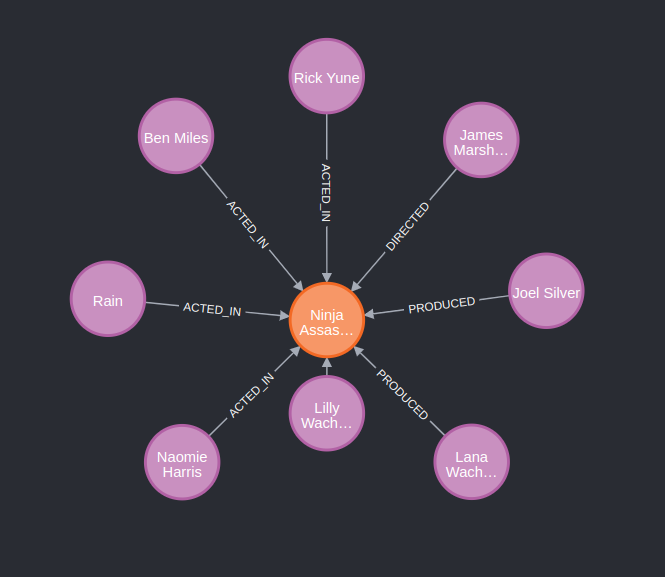 Rick Yune
Ben Miles
James
Marsh…
ACTED_IN
ACTED_IN
DIRECTED
Rain
ACTED_IN
Ninja
Assas…
PRODUCED
Joel Silver
ACTED_IN
Lilly
Wach…
PRODUCED
Naomie
Harris
Lana
Wach…